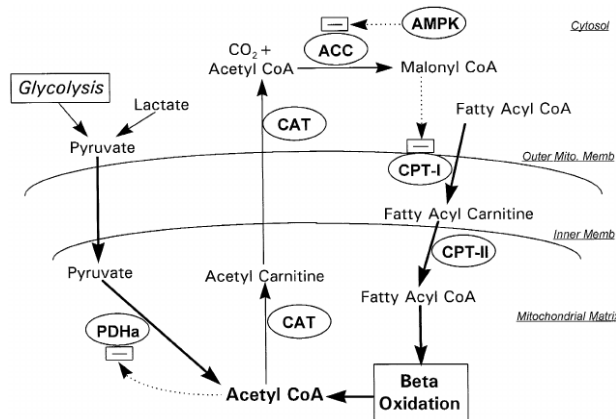 AMPK
Cytosol
CO2 +
Acetyl CoA
ACC
Malonyl CoA
Glycolysis
Lactate
Fatty Acyl CoA
CAT
Pyruvate
Outer Mito. Memb
CPT-I
Fatty Acyl Carnitine
Inner Memb
CPT-II
Pyruvate
Acetyl Carnitine
Fatty Acyl CoA
Mitochondrial Matrix
PDHa
CAT
Acetyl CoA
Beta
Oxidation